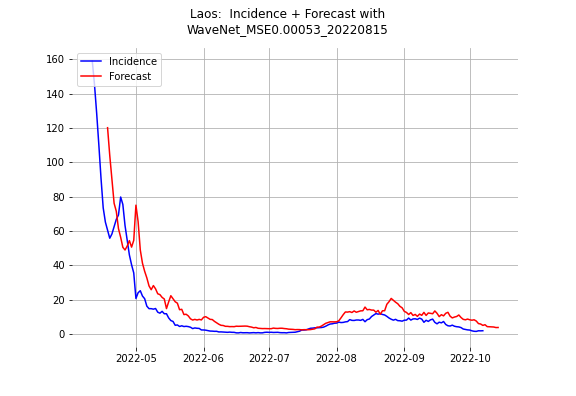 Laos:  Incidence + Forecast with
WaveNet_MSE0.00053_20220815
160
140
120
100
80
60
40
20
0
Incidence
Forecast
2022-05 2022-06 2022-07 2022-08 2022-09 2022-10